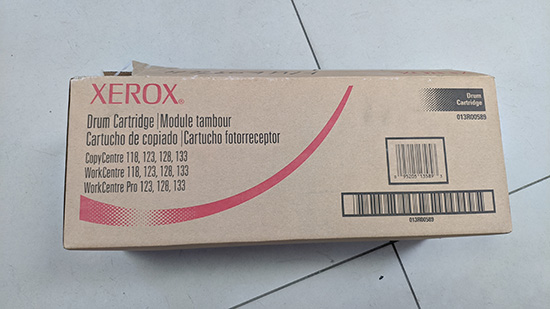 XEROX®
Drum Cartridge | Module tambour
Cartucho de copiado | Cartucho fotorreceptor
CopyCentre 118, 123, 128, 133
WorkCentre 118, 123, 128, 133
WorkCentre Pro 123, 128, 133
Drum
Cartridge
013R00589
013R00589